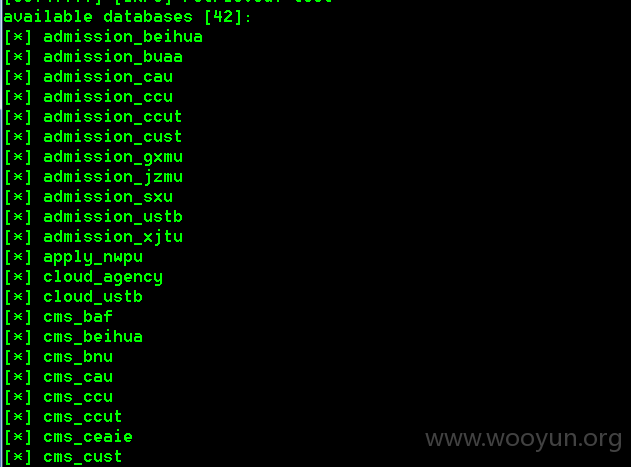 available databases [42]:
[*] admission_beihua
[*] admission_buaa
[*] admission_cau
[*] admission_ccu
[*] admission_ccut
[*] admission_cust
[*] admission_gxmu
[*] admission_jzmu
[*] admission_sxu
[*] admission_ustb
[*] admission_xjtu
[*] apply_nwpu
[*] cloud_agency
[*] cloud_ustb
[*] cms_baf
[*] cms_beihua
[*] cms_bnu
[*] cms_cau
[*] cms_ccu
[*] cms_ccut
[*] cms_ceaie
[*] cms_cust
www.wooyun.org